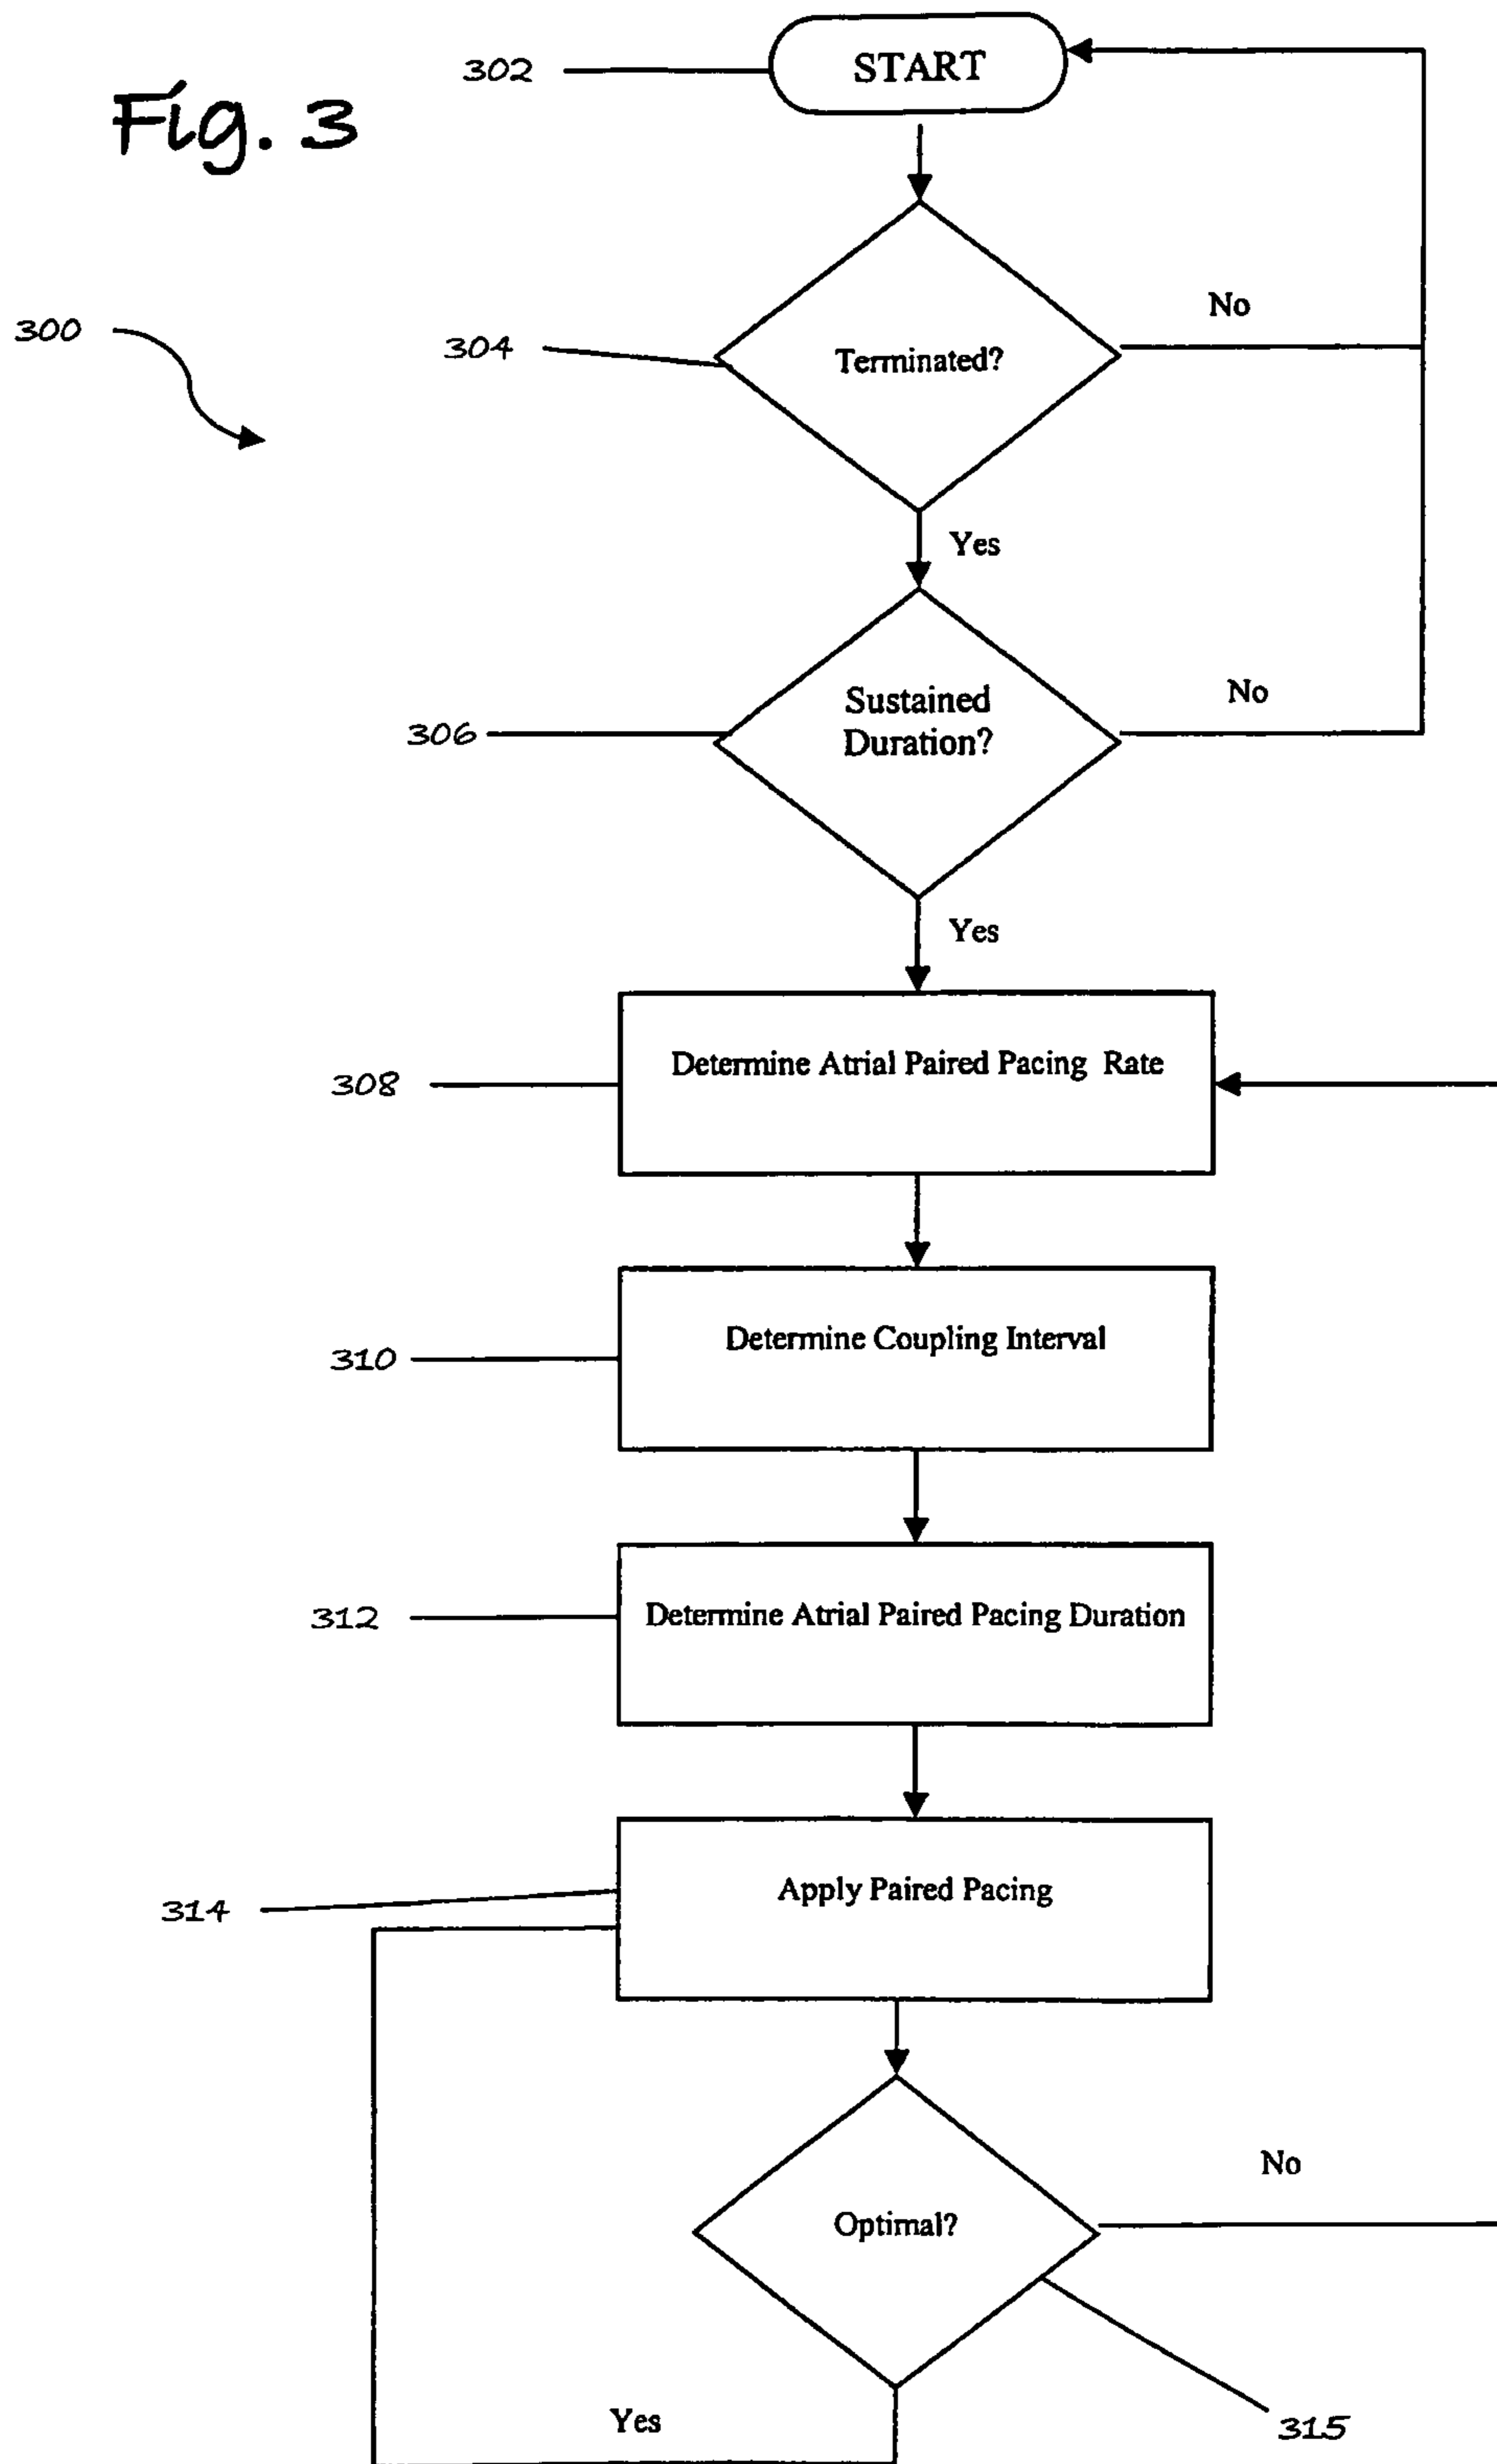 302
START
Fig. 3
No
300
304
Terminated?
Yes
Sustained
Duration?
No
306
Yes
Determine Atrial Paired Pacing Rate
308
Determine Coupling Interval
310
Determine Atrial Paired Pacing Duration
312
Apply Paired Pacing
314
No
Optimal?
Yes
315